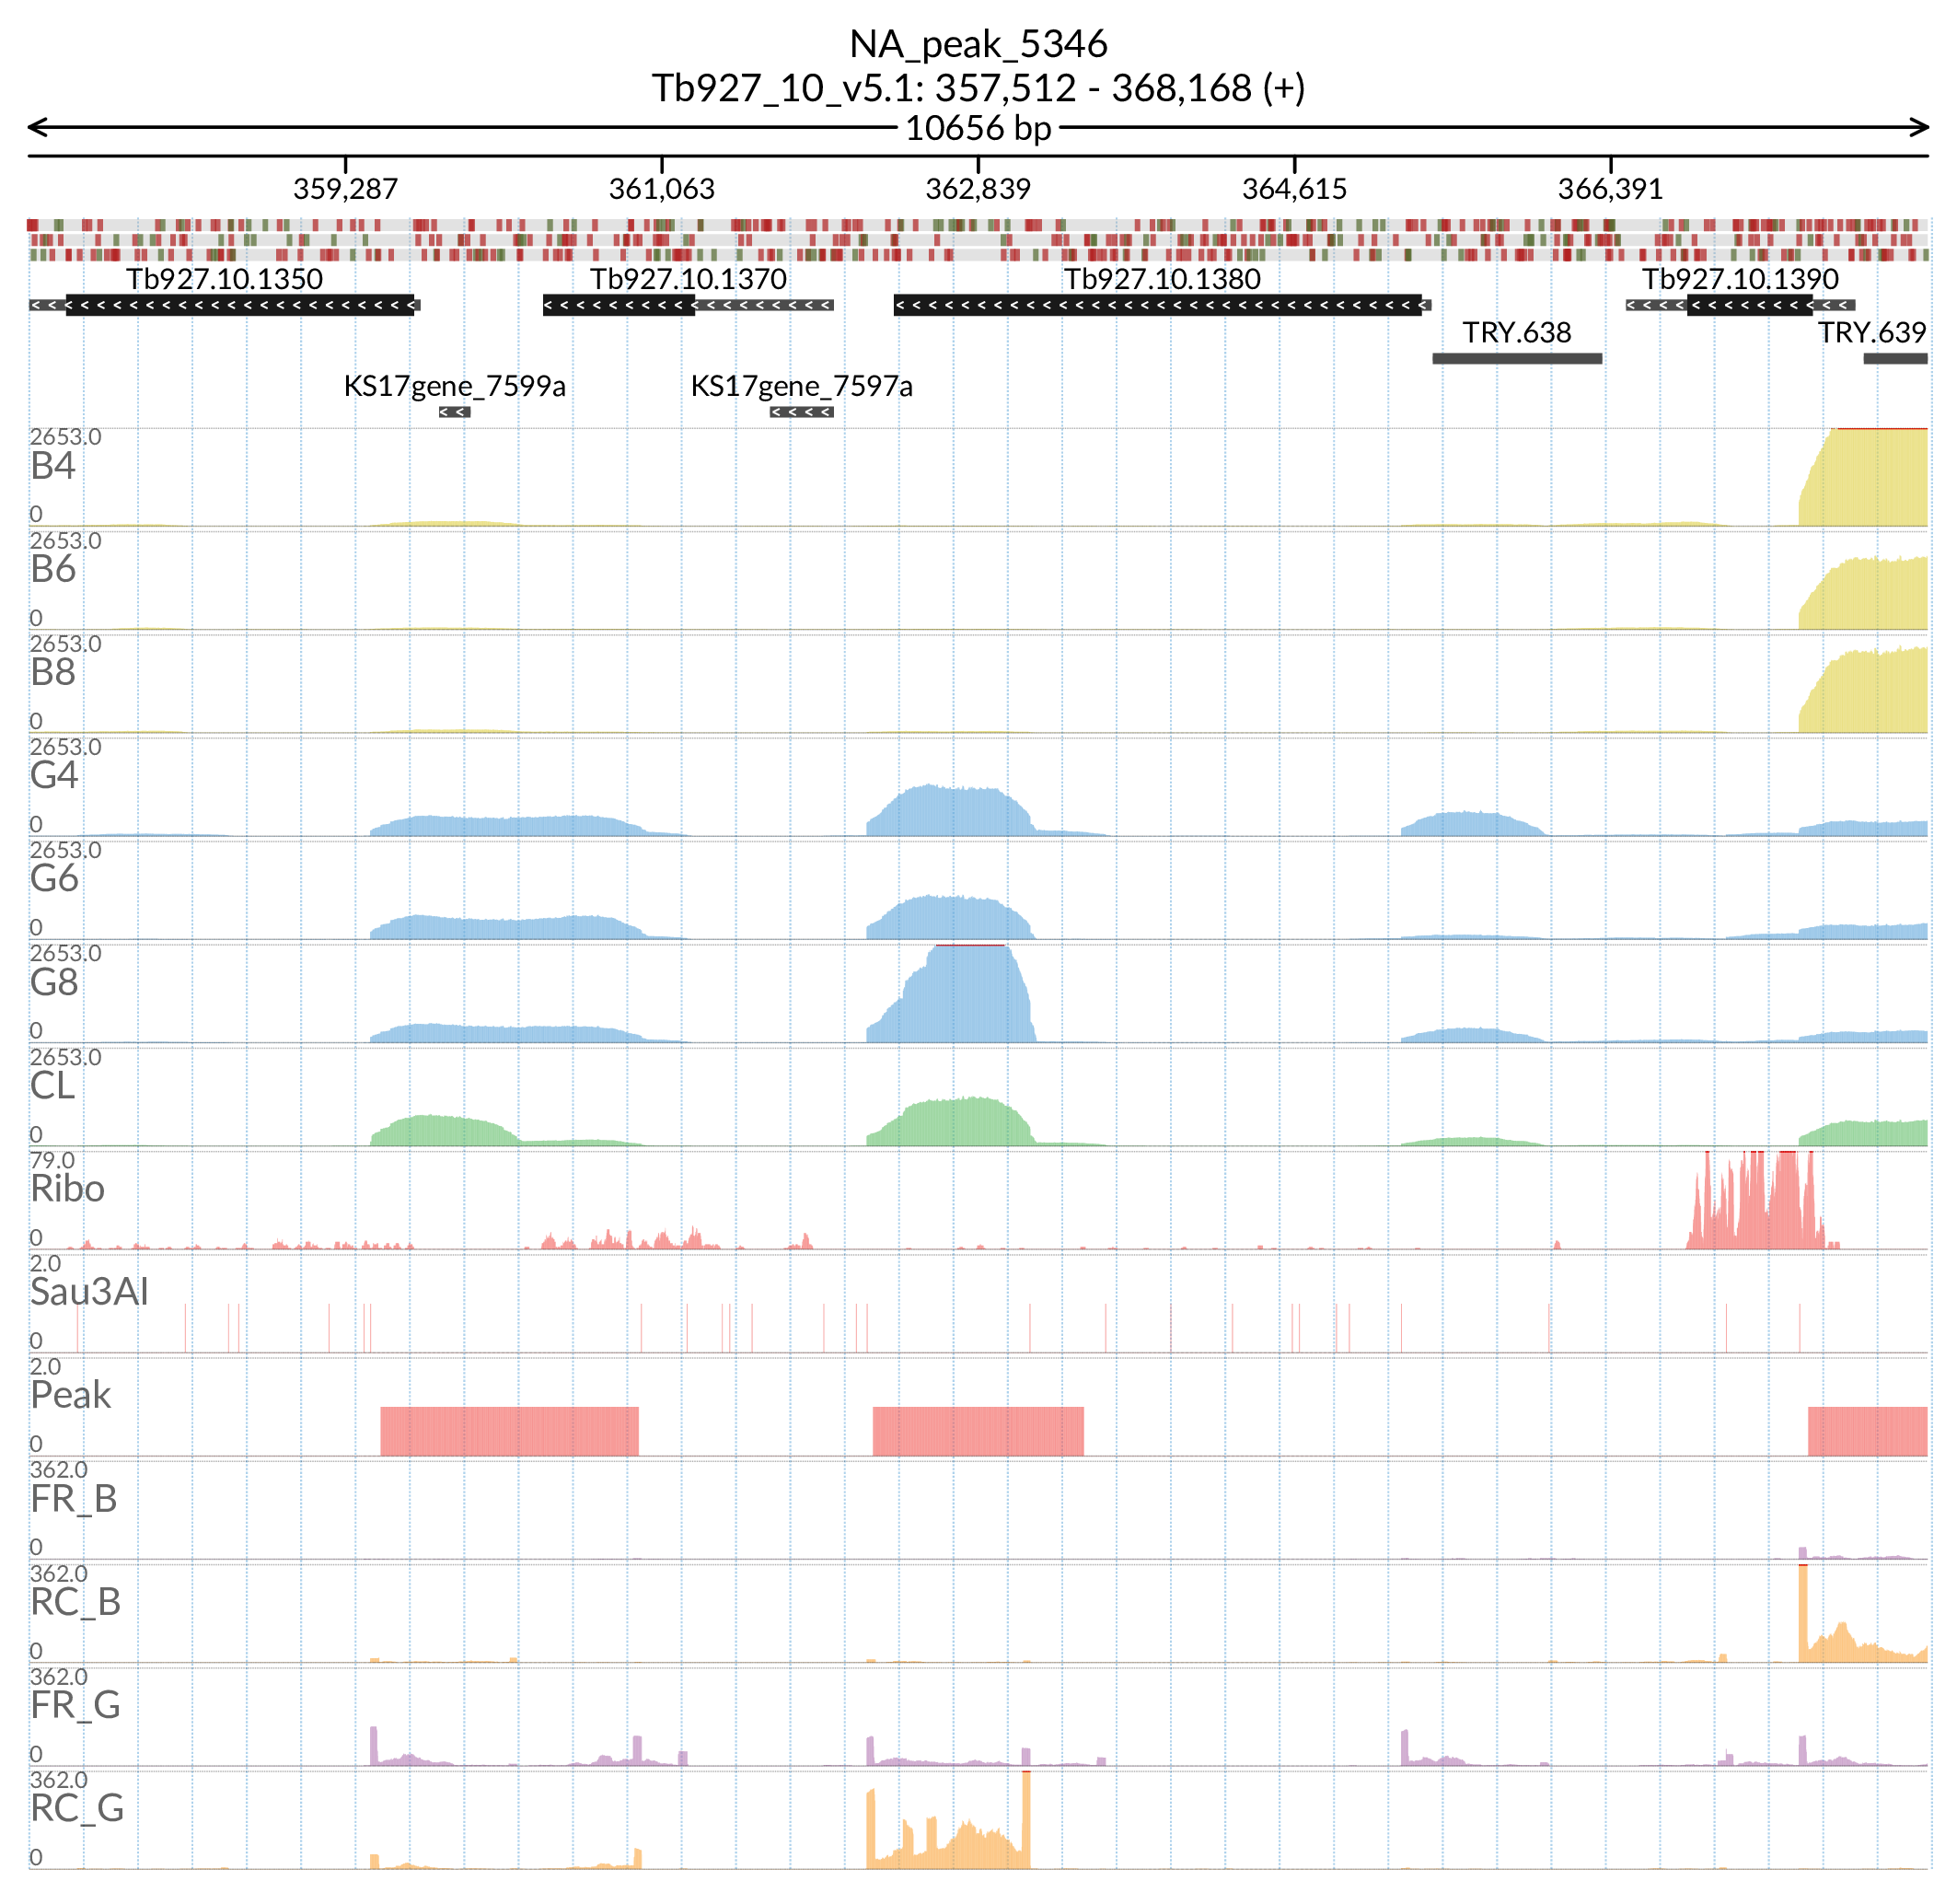 NA_peak_5346
Tb927_10_v5.1: 357,512 - 368,168 (+)
10656 bp
359,287 361,063 362,839 364,615 366,391
Tb927.10.1350 Tb927.10.1370 Tb927.10.1380 Tb927.10.1390
TRY.638 TRY.639
KS17gene_7599a KS17gene_7597a
2653.0
B4
0
2653.0
B6
0
2653.0
B8
0
2653.0
G4
0
2653.0
G6
0
2653.0
G8
0
2653.0
CL
0
79.0
Ribo
0
2.0
Sau3AI
0
2.0
Peak
0
362.0
FR_B
0
362.0
RC_B
0
362.0
FR_G
0
362.0
RC_G
0